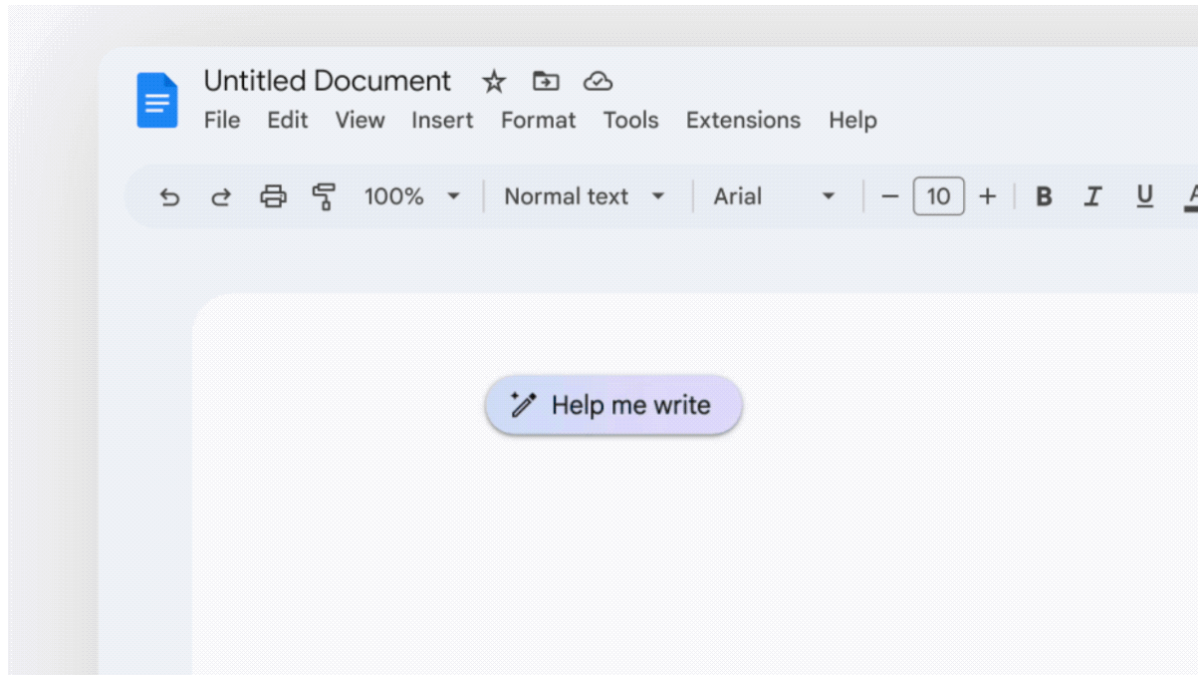 Untitled Document
File Edit View Insert Format Tools Extensions Help
100% Normal text Arial − 10 + B I U A
Help me write